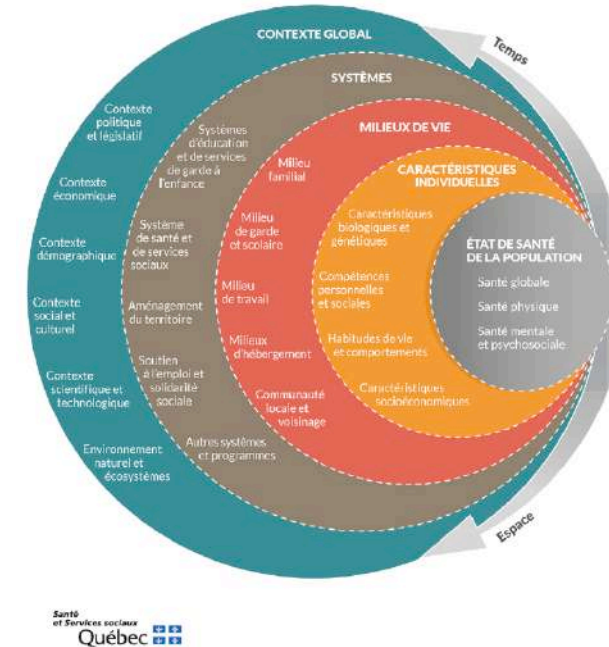 CONTEXTE GLOBAL
Temps
SYSTÈMES
Contexte
politique
et législatif
Contexte
économique
Contexte
démographique
Contexte
social et
culturel
Contexte
scientifique et
technologique
Environnement
naturel et
écosystèmes
Systèmes
d'éducation
et de services
de garde à
l'enfance
Système
de santé et
de services
sociaux
Aménagement
du territoire
Soutien
à l'emploi et
solidarité
sociale
Autres systèmes
et programmes
MILIEUX DE VIE
Milieu
familial
Milieu
de garde
et scolaire
Milieu
de travail
Milieux
d'hébergement
Communauté
locale et
voisinage
CARACTÉRISTIQUES
INDIVIDUELLES
Caractéristiques
biologiques et
génétiques
Compétences
personnelles
et sociales
Habitudes de vie
et comportements
Caractéristiques
socioéconomiques
ÉTAT DE SANTÉ
DE LA POPULATION
Santé globale
Santé physique
Santé mentale
et psychosociale
Espace
Santé
et Services sociaux
Québec